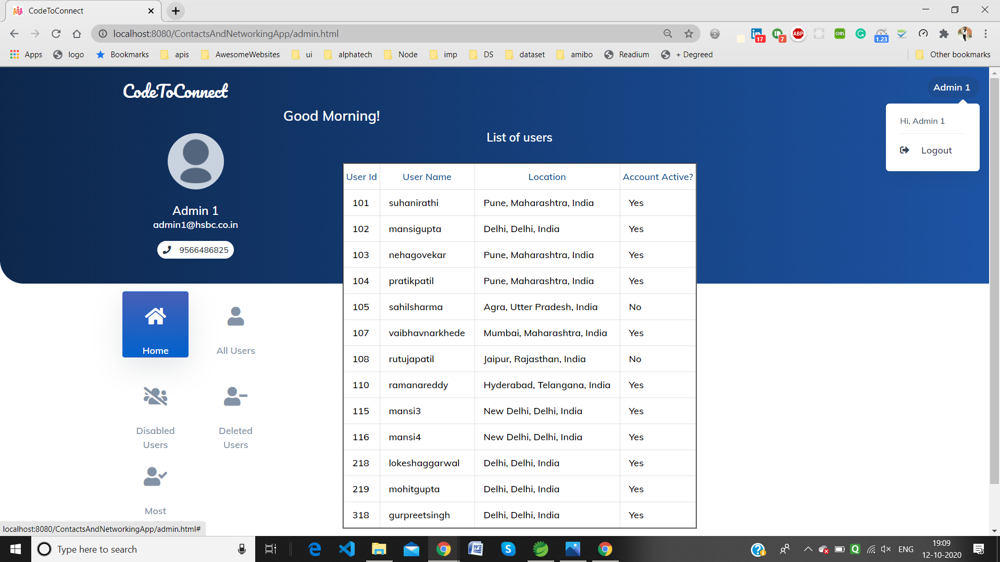 CodeToConnect
localhost:8080/ContactsAndNetworkingApp/admin.html
17
7
ABP
CORS
1.23
ABC
Apps logo Bookmarks apis AwesomeWebsites ui alphatech Node imp DS dataset amibo Readium + Degreed Other bookmarks
CodeToConnect
Admin 1
Good Morning!
Hi, Admin 1
Logout
List of users
Admin 1
admin1@hsbc.co.in
9566486825
User Id User Name Location Account Active?
101 suhanirathi Pune, Maharashtra, India Yes
102 mansigupta Delhi, Delhi, India Yes
103 nehagovekar Pune, Maharashtra, India Yes
104 pratikpatil Pune, Maharashtra, India Yes
105 sahilsharma Agra, Utter Pradesh, India No
107 vaibhavnarkhede Mumbai, Maharashtra, India Yes
108 rutujapatil Jaipur, Rajasthan, India No
110 ramanareddy Hyderabad, Telangana, India Yes
115 mansi3 New Delhi, Delhi, India Yes
116 mansi4 New Delhi, Delhi, India Yes
218 lokeshaggarwal Delhi, Delhi, India Yes
219 mohitgupta Delhi, Delhi, India Yes
318 gurpreetsingh Delhi, Delhi, India Yes
Home
All Users
Disabled
Users
Deleted
Users
Most
localhost:8080/ContactsAndNetworkingApp/admin.html#
Type here to search
ENG
19:09
12-10-2020